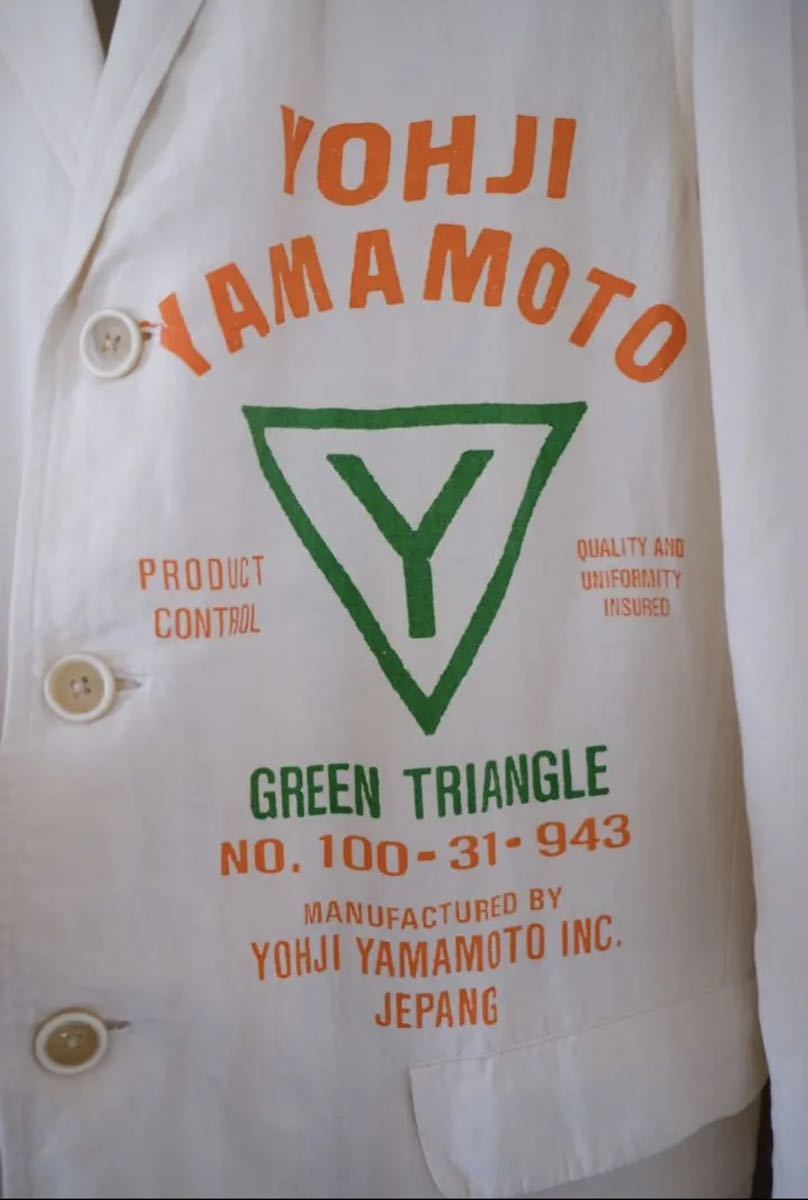 YOHJI
YAMAMOTO
Y
PRODUCT
CONTROL
QUALITY AND
UNIFORMITY
INSURED
GREEN TRIANGLE
NO. 100-31-943
MANUFACTURED BY
YOHJI YAMAMOTO INC.
JEPANG